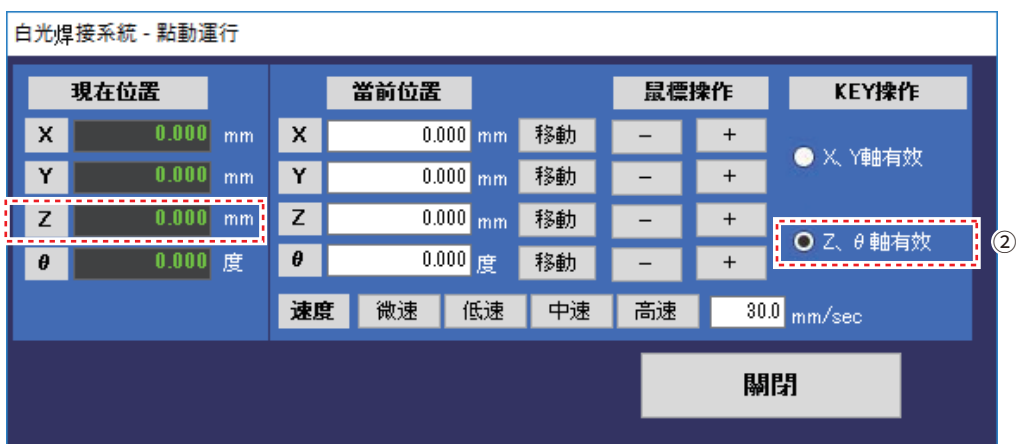 白光焊接系統 - 點動運行
現在位置 當前位置 鼠標操作 KEY操作
X 0.000 mm X 0.000 mm 移動 − +
X、Y軸有效
Y 0.000 mm Y 0.000 mm 移動 − +
Z 0.000 mm Z 0.000 mm 移動 − +
Z、θ軸有效 ②
θ 0.000 度 θ 0.000 度 移動 − +
速度 微速 低速 中速 高速 30.0 mm/sec
關閉